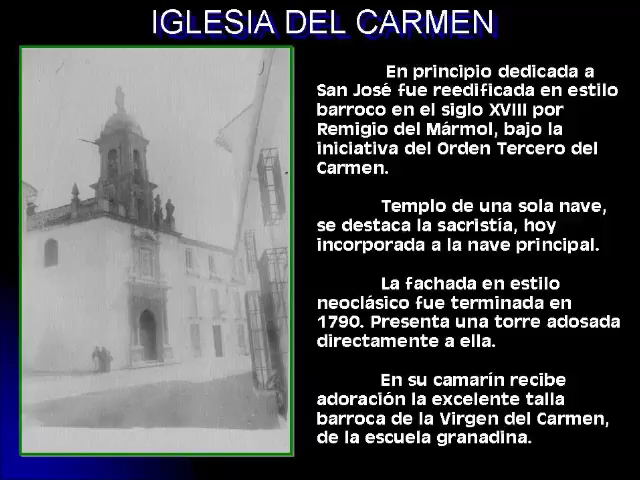 IGLESIA DEL CARMEN
En principio dedicada a
San José fue reedificada en estilo
barroco en el siglo XVIII por
Remigio del Mármol, bajo la
iniciativa del Orden Tercero del
Carmen.
Templo de una sola nave,
se destaca la sacristía, hoy
incorporada a la nave principal.
La fachada en estilo
neoclásico fue terminada en
1790. Presenta una torre adosada
directamente a ella.
En su camarín recibe
adoración la excelente talla
barroca de la Virgen del Carmen,
de la escuela granadina.